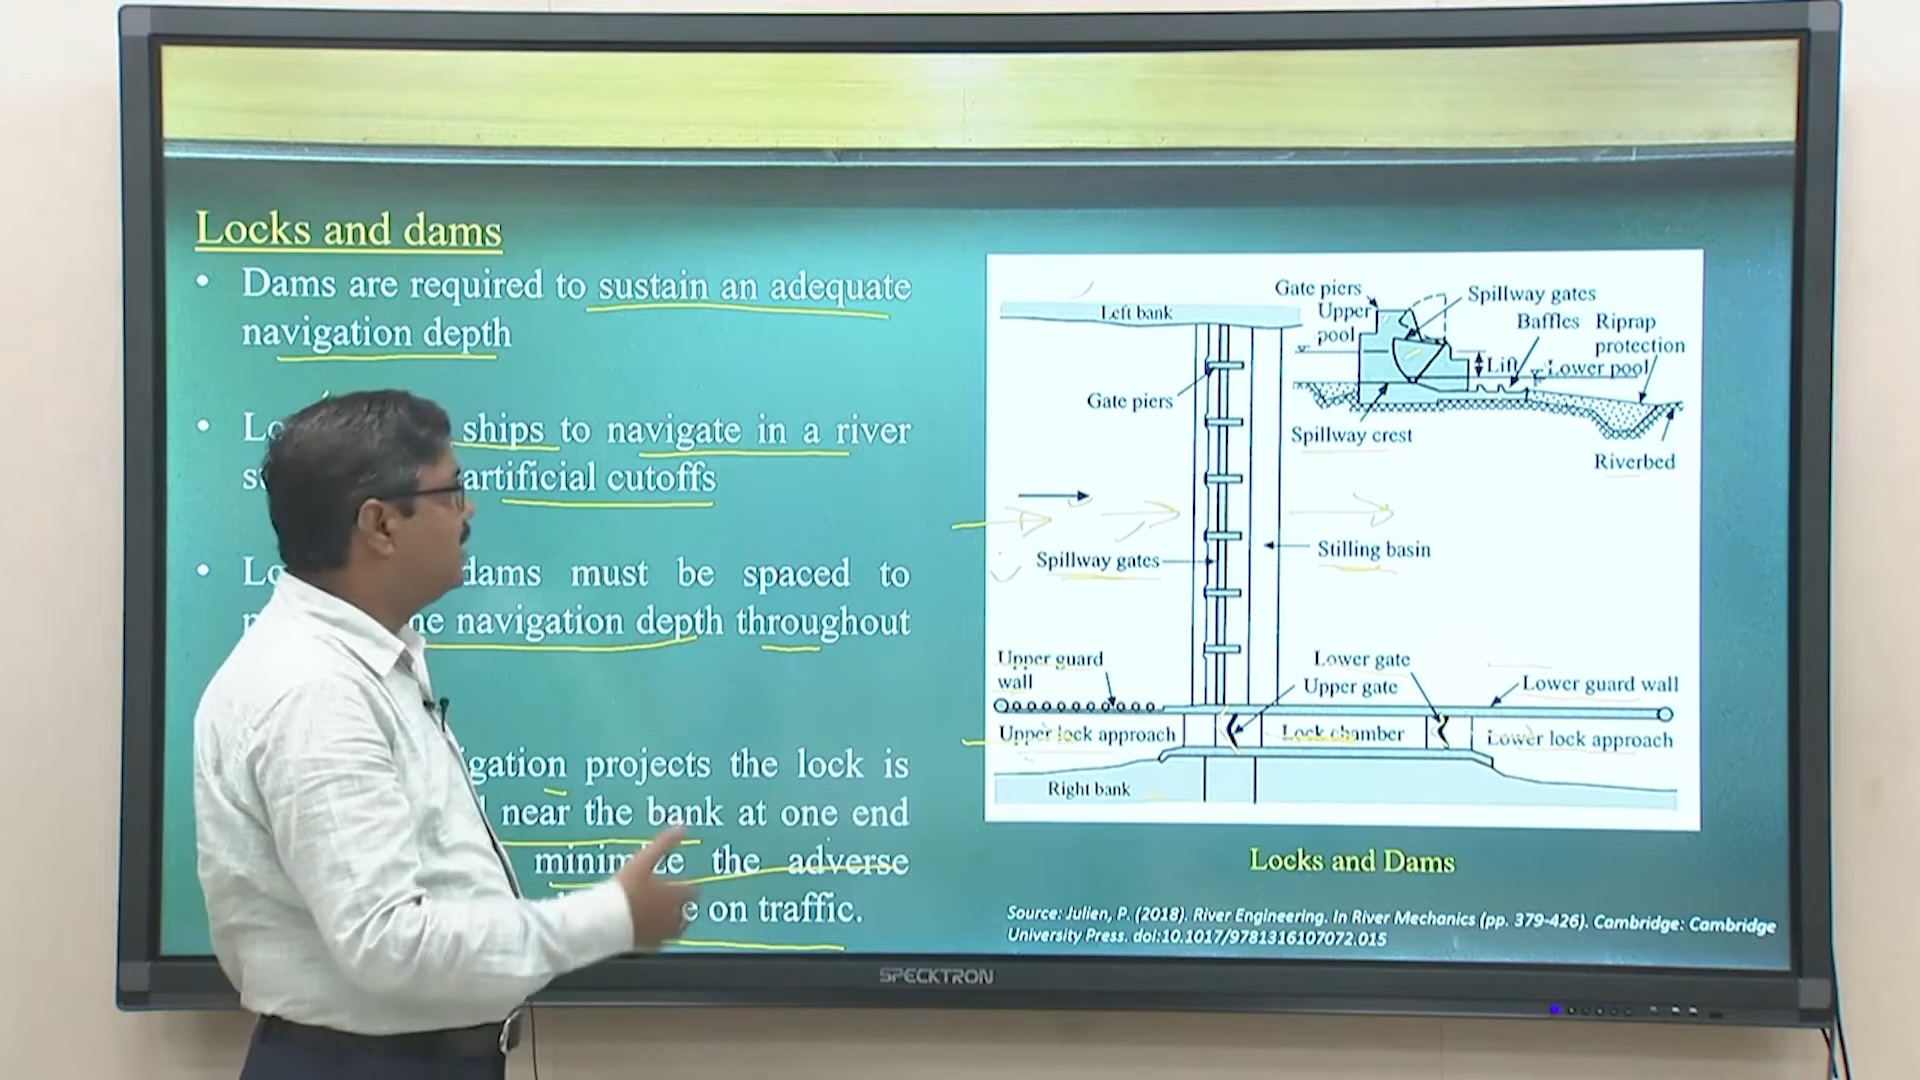 Locks and dams
• Dams are required to sustain an adequate
navigation depth
• ships to navigate in a river
artificial cutoffs
• dams must be spaced to
navigation depth throughout
projects the lock is
near the bank at one end
the adverse
on traffic.
Left bank
Gate piers
Spillway gates
Upper
pool
Baffles
Riprap
protection
Lift
Lower pool
Gate piers
Spillway crest
Riverbed
Spillway gates
Stilling basin
Upper guard
wall
Lower gate
Upper gate
Lower guard wall
Upper lock approach
Lock chamber
Lower lock approach
Right bank
Locks and Dams
Source: Julien, P. (2018). River Engineering. In River Mechanics (pp. 379-426). Cambridge: Cambridge
University Press. doi:10.1017/9781316107072.015
SPECKTRON